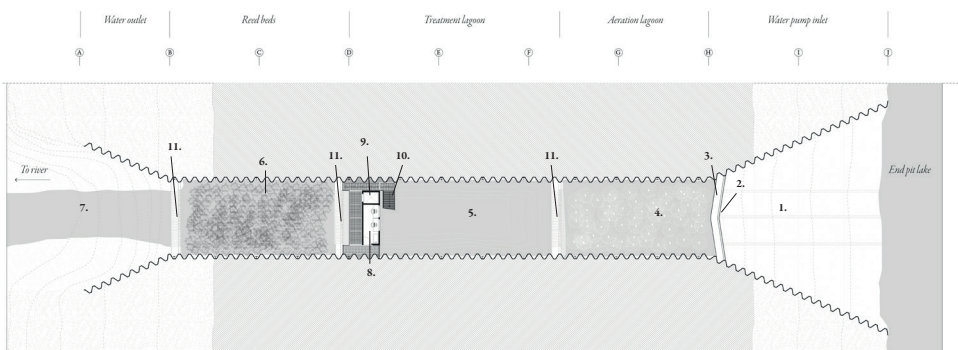 Water outlet
Reed beds
Treatment lagoon
Aeration lagoon
Water pump inlet
A B C D E F G H I J
11.
6.
11.
9.
10.
11.
3.
2.
To river
End pit lake
7.
5.
4.
1.
8.